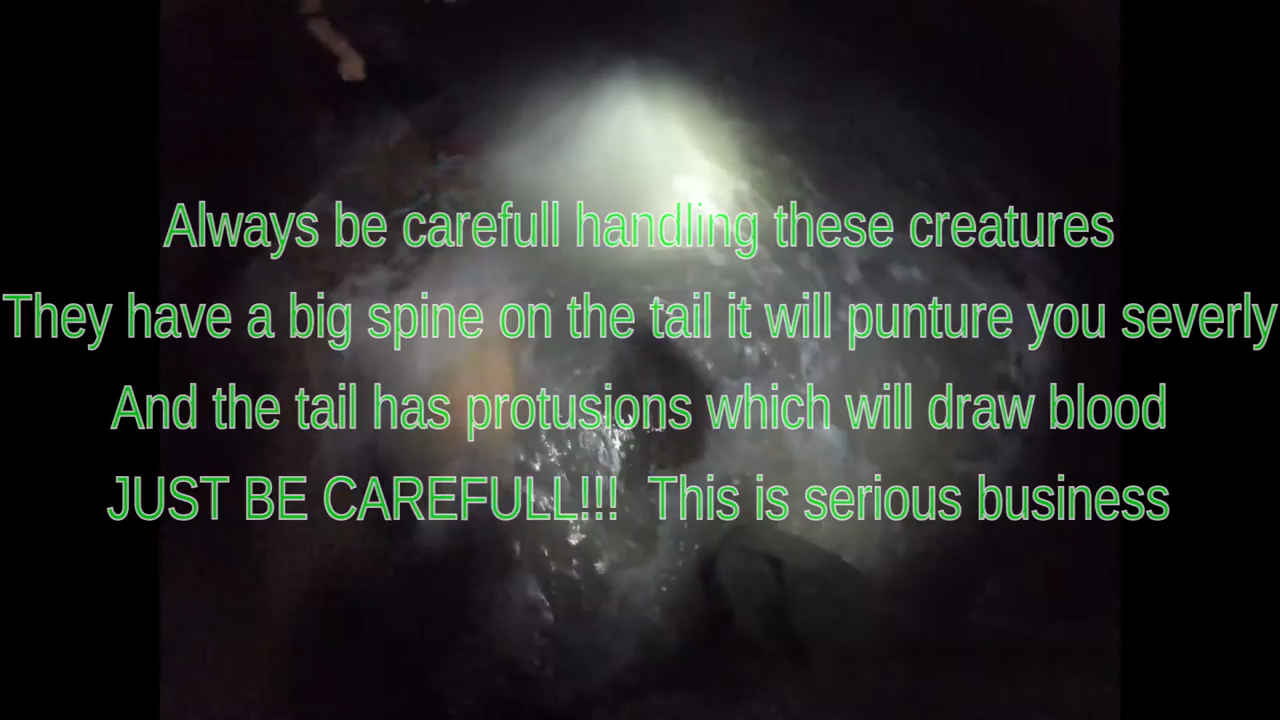 Always be carefull handling these creatures
They have a big spine on the tail it will punture you severly
And the tail has protusions which will draw blood
JUST BE CAREFULL!!! This is serious business